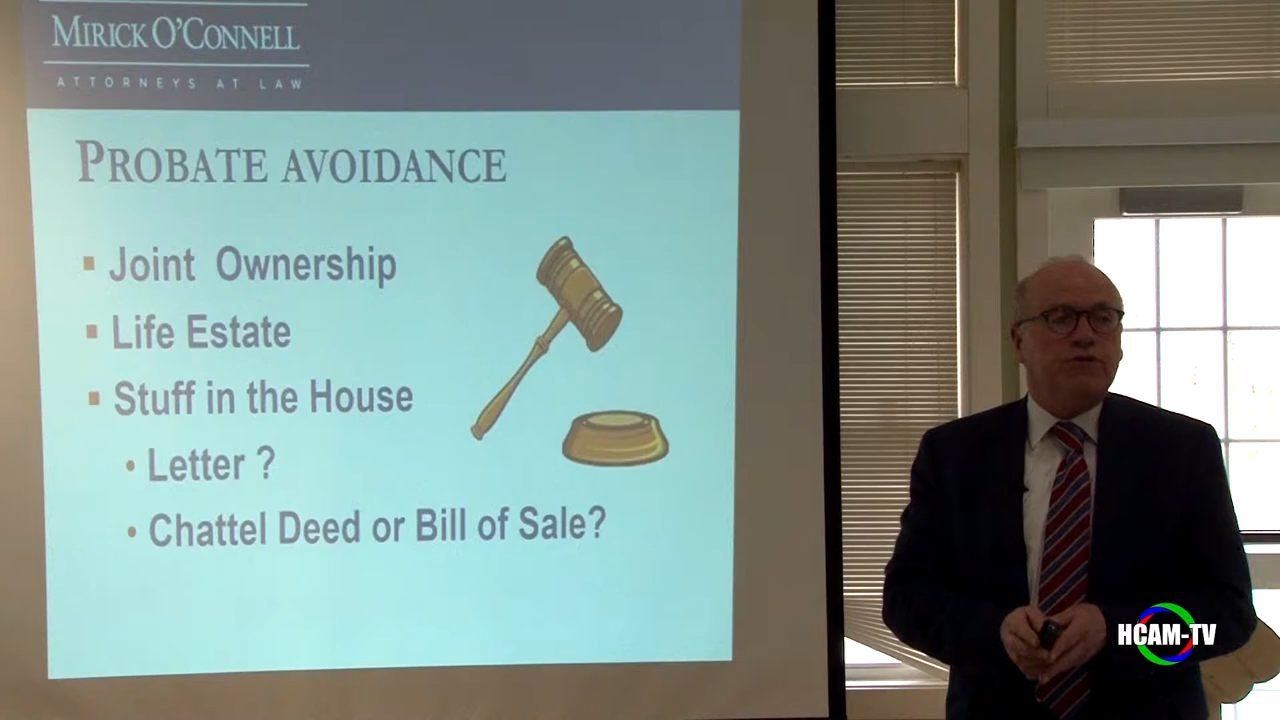 MIRICK O'CONNELL
ATTORNEYS AT LAW
PROBATE AVOIDANCE
▪ Joint Ownership
▪ Life Estate
▪ Stuff in the House
• Letter ?
• Chattel Deed or Bill of Sale?
HCAM-TV